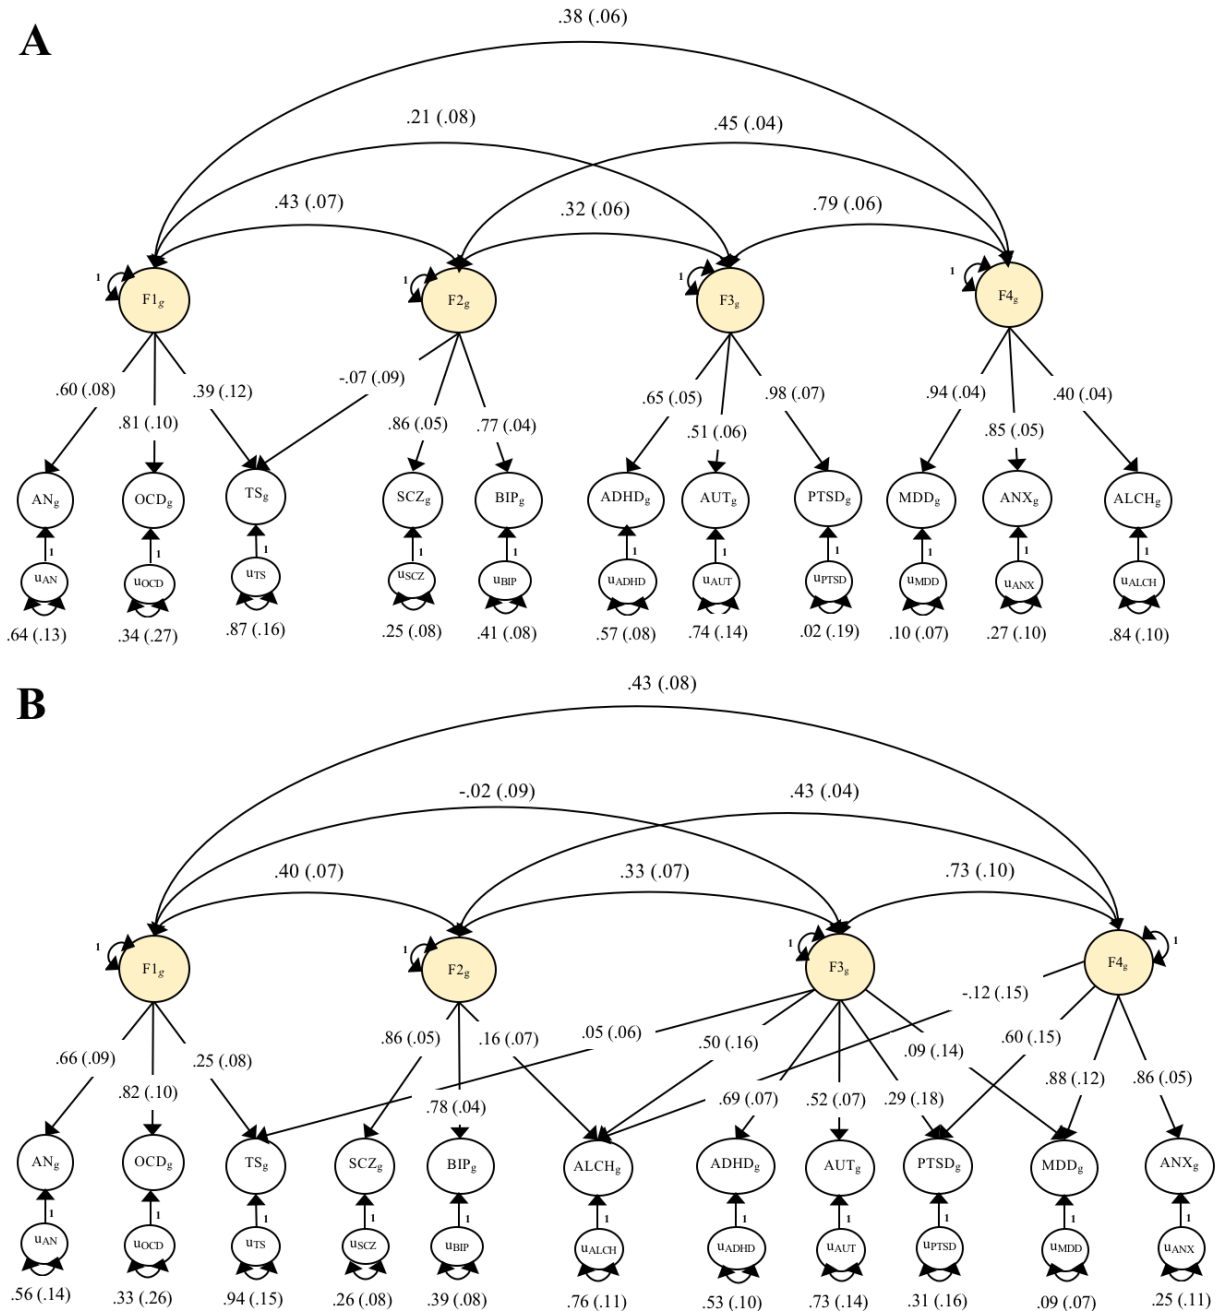 A
.38 (.06)
.21 (.08)
.45 (.04)
.43 (.07)
.32 (.06)
.79 (.06)
1
1
1
1
F1g
F2g
F3g
F4g
.60 (.08)
.81 (.10)
.39 (.12)
-.07 (.09)
.86 (.05)
.77 (.04)
.65 (.05)
.51 (.06)
.98 (.07)
.94 (.04)
.85 (.05)
.40 (.04)
ANg
OCDg
TSg
SCZg
BIPg
ADHDg
AUTg
PTSDg
MDDg
ANXg
ALCHg
1
1
1
1
1
1
1
1
1
1
1
uAN
uOCD
uTS
uSCZ
uBIP
uADHD
uAUT
uPTSD
uMDD
uANX
uALCH
.64 (.13)
.34 (.27)
.87 (.16)
.25 (.08)
.41 (.08)
.57 (.08)
.74 (.14)
.02 (.19)
.10 (.07)
.27 (.10)
.84 (.10)
B
.43 (.08)
-.02 (.09)
.43 (.04)
.40 (.07)
.33 (.07)
.73 (.10)
1
1
1
1
F1g
F2g
F3g
F4g
.66 (.09)
.82 (.10)
.25 (.08)
.86 (.05)
.78 (.04)
.16 (.07)
.05 (.06)
.50 (.16)
.69 (.07)
.52 (.07)
.29 (.18)
.09 (.14)
-.12 (.15)
.60 (.15)
.88 (.12)
.86 (.05)
ANg
OCDg
TSg
SCZg
BIPg
ALCHg
ADHDg
AUTg
PTSDg
MDDg
ANXg
1
1
1
1
1
1
1
1
1
1
1
uAN
uOCD
uTS
uSCZ
uBIP
uALCH
uADHD
uAUT
uPTSD
uMDD
uANX
.56 (.14)
.33 (.26)
.94 (.15)
.26 (.08)
.39 (.08)
.76 (.11)
.53 (.10)
.73 (.14)
.31 (.16)
.09 (.07)
.25 (.11)